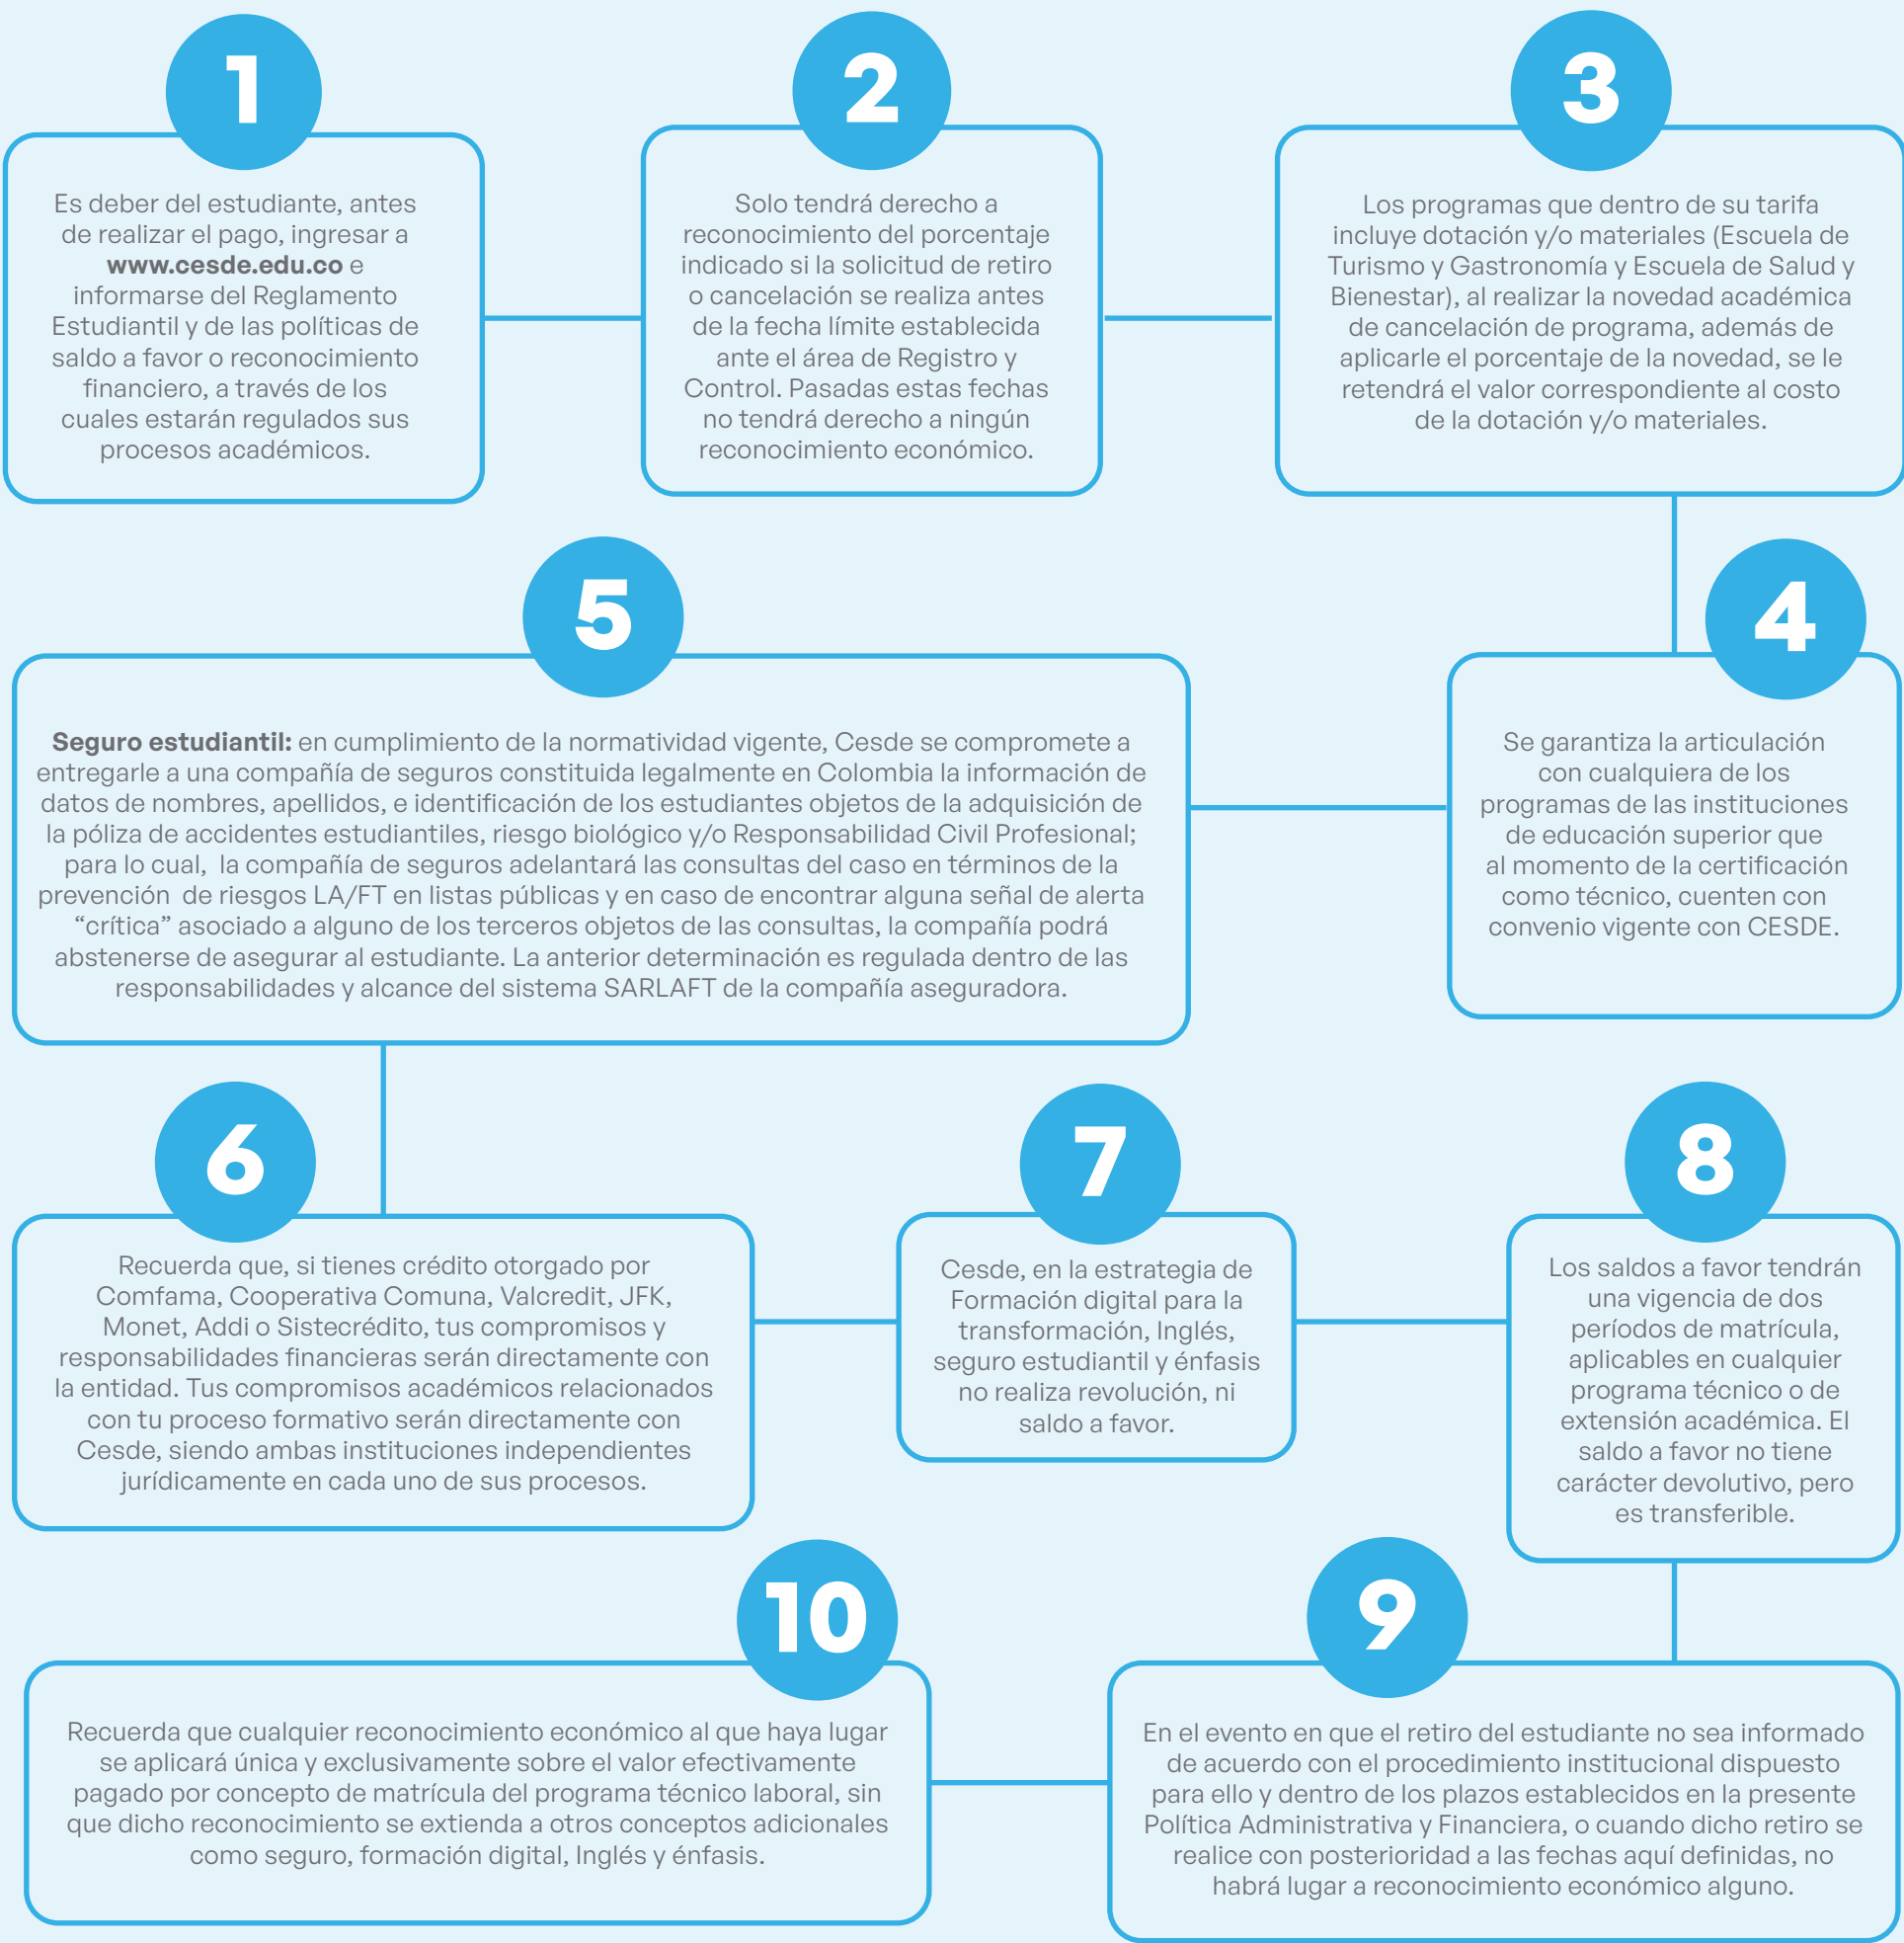 1
Es deber del estudiante, antes
de realizar el pago, ingresar a
www.cesde.edu.co e
informarse del Reglamento
Estudiantil y de las políticas de
saldo a favor o reconocimiento
financiero, a través de los
cuales estarán regulados sus
procesos académicos.
2
Solo tendrá derecho a
reconocimiento del porcentaje
indicado si la solicitud de retiro
o cancelación se realiza antes
de la fecha límite establecida
ante el área de Registro y
Control. Pasadas estas fechas
no tendrá derecho a ningún
reconocimiento económico.
3
Los programas que dentro de su tarifa
incluye dotación y/o materiales (Escuela de
Turismo y Gastronomía y Escuela de Salud y
Bienestar), al realizar la novedad académica
de cancelación de programa, además de
aplicarle el porcentaje de la novedad, se le
retendrá el valor correspondiente al costo
de la dotación y/o materiales.
4
Se garantiza la articulación
con cualquiera de los
programas de las instituciones
de educación superior que
al momento de la certificación
como técnico, cuenten con
convenio vigente con CESDE.
5
Seguro estudiantil: en cumplimiento de la normatividad vigente, Cesde se compromete a
entregarle a una compañía de seguros constituida legalmente en Colombia la información de
datos de nombres, apellidos, e identificación de los estudiantes objetos de la adquisición de
la póliza de accidentes estudiantiles, riesgo biológico y/o Responsabilidad Civil Profesional;
para lo cual, la compañía de seguros adelantará las consultas del caso en términos de la
prevención de riesgos LA/FT en listas públicas y en caso de encontrar alguna señal de alerta
“crítica” asociado a alguno de los terceros objetos de las consultas, la compañía podrá
abstenerse de asegurar al estudiante. La anterior determinación es regulada dentro de las
responsabilidades y alcance del sistema SARLAFT de la compañía aseguradora.
6
Recuerda que, si tienes crédito otorgado por
Comfama, Cooperativa Comuna, Valcredit, JFK,
Monet, Addi o Sistecrédito, tus compromisos y
responsabilidades financieras serán directamente con
la entidad. Tus compromisos académicos relacionados
con tu proceso formativo serán directamente con
Cesde, siendo ambas instituciones independientes
jurídicamente en cada uno de sus procesos.
7
Cesde, en la estrategia de
Formación digital para la
transformación, Inglés,
seguro estudiantil y énfasis
no realiza revolución, ni
saldo a favor.
8
Los saldos a favor tendrán
una vigencia de dos
períodos de matrícula,
aplicables en cualquier
programa técnico o de
extensión académica. El
saldo a favor no tiene
carácter devolutivo, pero
es transferible.
9
En el evento en que el retiro del estudiante no sea informado
de acuerdo con el procedimiento institucional dispuesto
para ello y dentro de los plazos establecidos en la presente
Política Administrativa y Financiera, o cuando dicho retiro se
realice con posterioridad a las fechas aquí definidas, no
habrá lugar a reconocimiento económico alguno.
10
Recuerda que cualquier reconocimiento económico al que haya lugar
se aplicará única y exclusivamente sobre el valor efectivamente
pagado por concepto de matrícula del programa técnico laboral, sin
que dicho reconocimiento se extienda a otros conceptos adicionales
como seguro, formación digital, Inglés y énfasis.